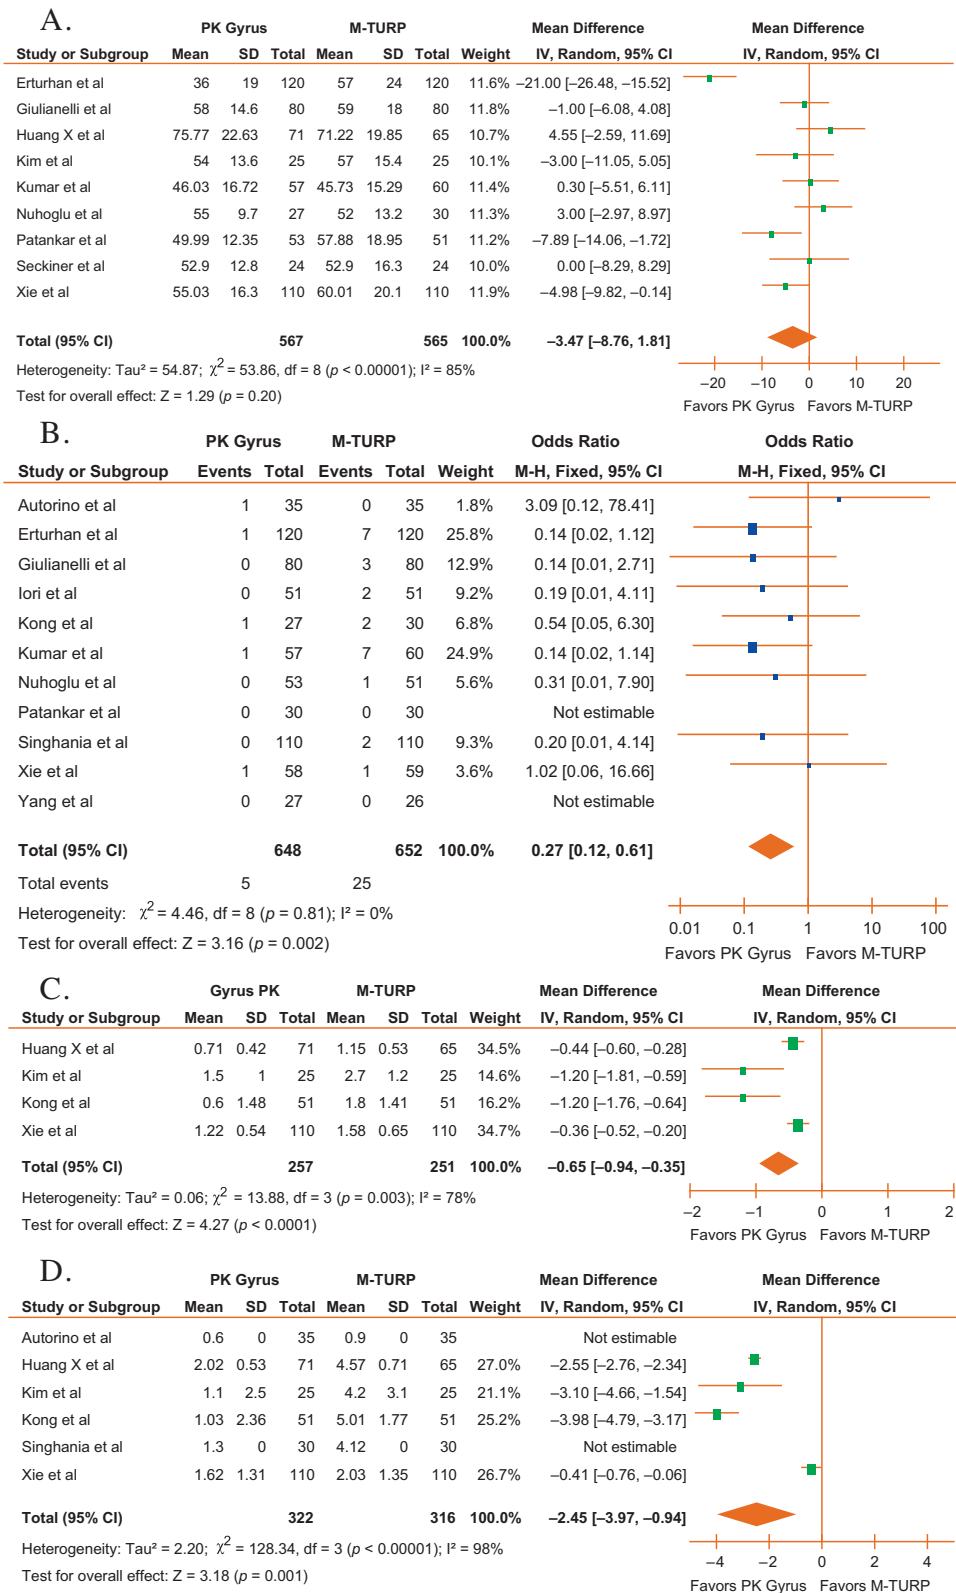 A.
PK Gyrus M-TURP Mean Difference Mean Difference
Study or Subgroup Mean SD Total Mean SD Total Weight IV, Random, 95% CI IV, Random, 95% CI
Erturhan et al 36 19 120 57 24 120 11.6% –21.00 [–26.48, –15.52]
Giulianelli et al 58 14.6 80 59 18 80 11.8% –1.00 [–6.08, 4.08]
Huang X et al 75.77 22.63 71 71.22 19.85 65 10.7% 4.55 [–2.59, 11.69]
Kim et al 54 13.6 25 57 15.4 25 10.1% –3.00 [–11.05, 5.05]
Kumar et al 46.03 16.72 57 45.73 15.29 60 11.4% 0.30 [–5.51, 6.11]
Nuhoglu et al 55 9.7 27 52 13.2 30 11.3% 3.00 [–2.97, 8.97]
Patankar et al 49.99 12.35 53 57.88 18.95 51 11.2% –7.89 [–14.06, –1.72]
Seckiner et al 52.9 12.8 24 52.9 16.3 24 10.0% 0.00 [–8.29, 8.29]
Xie et al 55.03 16.3 110 60.01 20.1 110 11.9% –4.98 [–9.82, –0.14]
Total (95% CI) 567 565 100.0% –3.47 [–8.76, 1.81]
Heterogeneity: Tau² = 54.87; χ² = 53.86, df = 8 (p < 0.00001); I² = 85%
Test for overall effect: Z = 1.29 (p = 0.20)
–20 –10 0 10 20
Favors PK Gyrus Favors M-TURP
B.
PK Gyrus M-TURP Odds Ratio Odds Ratio
Study or Subgroup Events Total Events Total Weight M-H, Fixed, 95% CI M-H, Fixed, 95% CI
Autorino et al 1 35 0 35 1.8% 3.09 [0.12, 78.41]
Erturhan et al 1 120 7 120 25.8% 0.14 [0.02, 1.12]
Giulianelli et al 0 80 3 80 12.9% 0.14 [0.01, 2.71]
Iori et al 0 51 2 51 9.2% 0.19 [0.01, 4.11]
Kong et al 1 27 2 30 6.8% 0.54 [0.05, 6.30]
Kumar et al 1 57 7 60 24.9% 0.14 [0.02, 1.14]
Nuhoglu et al 0 53 1 51 5.6% 0.31 [0.01, 7.90]
Patankar et al 0 30 0 30 Not estimable
Singhania et al 0 110 2 110 9.3% 0.20 [0.01, 4.14]
Xie et al 1 58 1 59 3.6% 1.02 [0.06, 16.66]
Yang et al 0 27 0 26 Not estimable
Total (95% CI) 648 652 100.0% 0.27 [0.12, 0.61]
Total events 5 25
Heterogeneity: χ² = 4.46, df = 8 (p = 0.81); I² = 0%
Test for overall effect: Z = 3.16 (p = 0.002)
0.01 0.1 1 10 100
Favors PK Gyrus Favors M-TURP
C.
Gyrus PK M-TURP Mean Difference Mean Difference
Study or Subgroup Mean SD Total Mean SD Total Weight IV, Random, 95% CI IV, Random, 95% CI
Huang X et al 0.71 0.42 71 1.15 0.53 65 34.5% –0.44 [–0.60, –0.28]
Kim et al 1.5 1 25 2.7 1.2 25 14.6% –1.20 [–1.81, –0.59]
Kong et al 0.6 1.48 51 1.8 1.41 51 16.2% –1.20 [–1.76, –0.64]
Xie et al 1.22 0.54 110 1.58 0.65 110 34.7% –0.36 [–0.52, –0.20]
Total (95% CI) 257 251 100.0% –0.65 [–0.94, –0.35]
Heterogeneity: Tau² = 0.06; χ² = 13.88, df = 3 (p = 0.003); I² = 78%
Test for overall effect: Z = 4.27 (p < 0.0001)
–2 –1 0 1 2
Favors PK Gyrus Favors M-TURP
D.
PK Gyrus M-TURP Mean Difference Mean Difference
Study or Subgroup Mean SD Total Mean SD Total Weight IV, Random, 95% CI IV, Random, 95% CI
Autorino et al 0.6 0 35 0.9 0 35 Not estimable
Huang X et al 2.02 0.53 71 4.57 0.71 65 27.0% –2.55 [–2.76, –2.34]
Kim et al 1.1 2.5 25 4.2 3.1 25 21.1% –3.10 [–4.66, –1.54]
Kong et al 1.03 2.36 51 5.01 1.77 51 25.2% –3.98 [–4.79, –3.17]
Singhania et al 1.3 0 30 4.12 0 30 Not estimable
Xie et al 1.62 1.31 110 2.03 1.35 110 26.7% –0.41 [–0.76, –0.06]
Total (95% CI) 322 316 100.0% –2.45 [–3.97, –0.94]
Heterogeneity: Tau² = 2.20; χ² = 128.34, df = 3 (p < 0.00001); I² = 98%
Test for overall effect: Z = 3.18 (p = 0.001)
–4 –2 0 2 4
Favors PK Gyrus Favors M-TURP